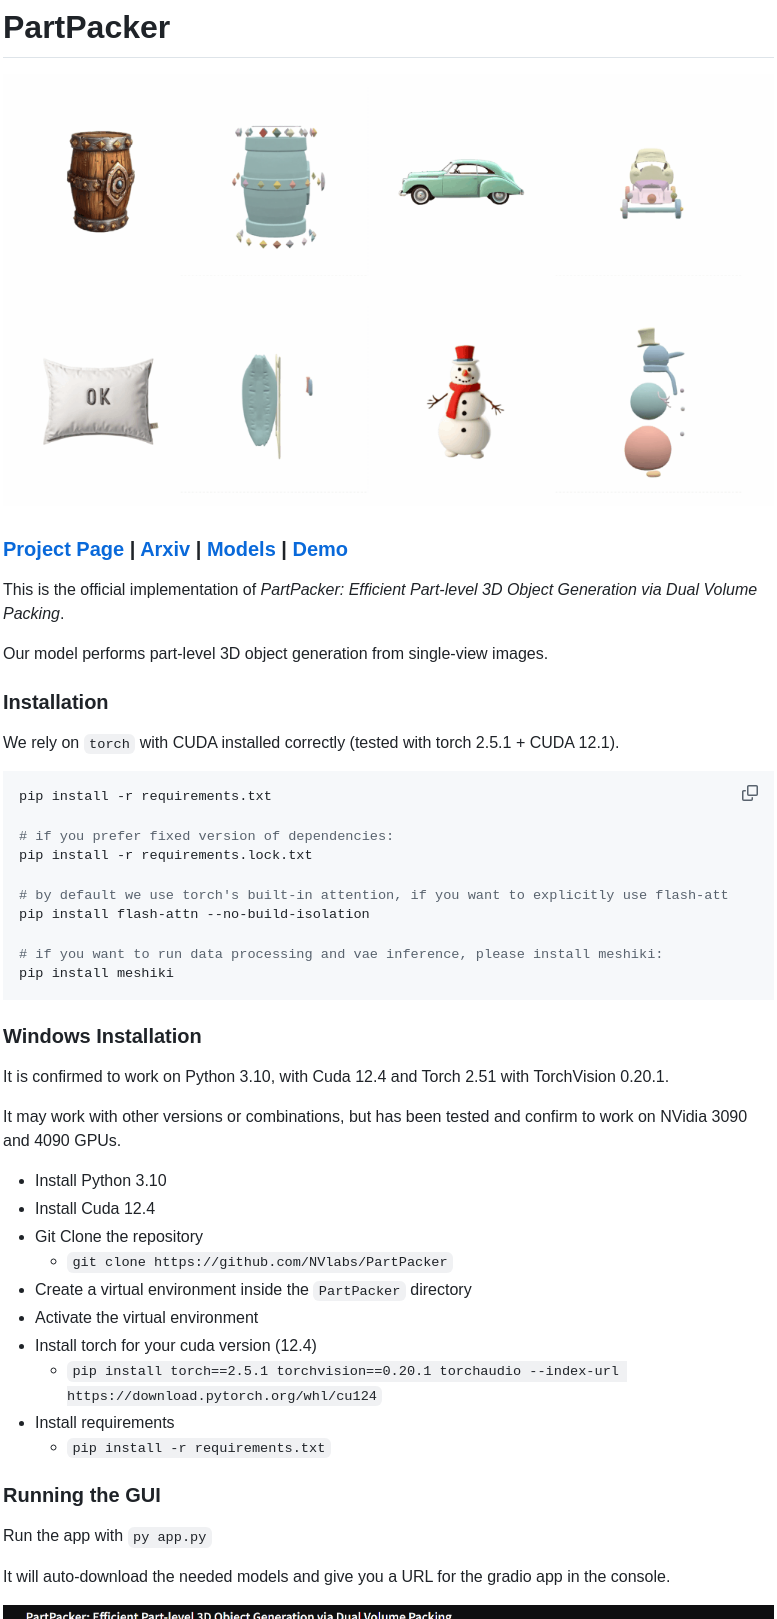 PartPacker
OK
Project Page | Arxiv | Models | Demo
This is the official implementation of PartPacker: Efficient Part-level 3D Object Generation via Dual Volume
Packing.
Our model performs part-level 3D object generation from single-view images.
Installation
We rely on torch with CUDA installed correctly (tested with torch 2.5.1 + CUDA 12.1).
pip install -r requirements.txt
# if you prefer fixed version of dependencies:
pip install -r requirements.lock.txt
# by default we use torch's built-in attention, if you want to explicitly use flash-att
pip install flash-attn --no-build-isolation
# if you want to run data processing and vae inference, please install meshiki:
pip install meshiki
Windows Installation
It is confirmed to work on Python 3.10, with Cuda 12.4 and Torch 2.51 with TorchVision 0.20.1.
It may work with other versions or combinations, but has been tested and confirm to work on NVidia 3090
and 4090 GPUs.
Install Python 3.10
Install Cuda 12.4
Git Clone the repository
git clone https://github.com/NVlabs/PartPacker
Create a virtual environment inside the PartPacker directory
Activate the virtual environment
Install torch for your cuda version (12.4)
pip install torch==2.5.1 torchvision==0.20.1 torchaudio --index-url
https://download.pytorch.org/whl/cu124
Install requirements
pip install -r requirements.txt
Running the GUI
Run the app with py app.py
It will auto-download the needed models and give you a URL for the gradio app in the console.
PartPacker: Efficient Part-level 3D Object Generation via Dual Volume Packing